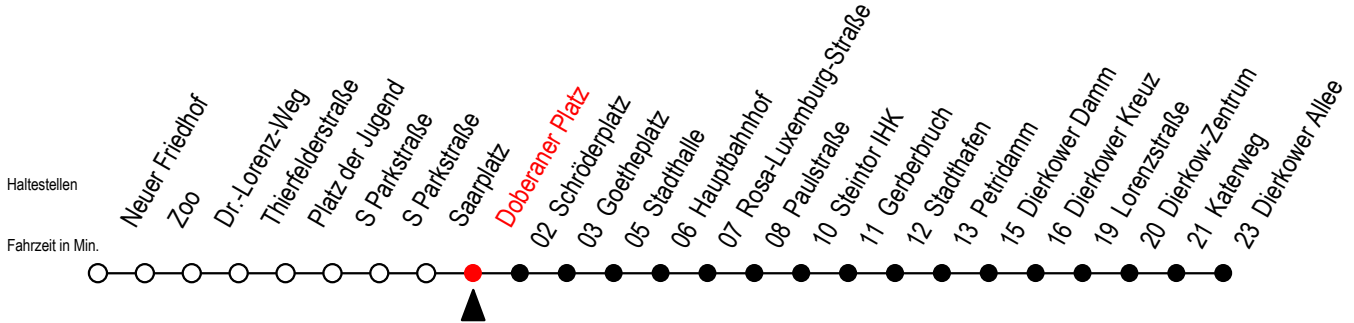 Haltestellen
Fahrzeit in Min.
Neuer Friedhof
Zoo
Dr.-Lorenz-Weg
Thierfelderstraße
Platz der Jugend
S Parkstraße
S Parkstraße
Saarplatz
Doberaner Platz
02 Schröderplatz
03 Goetheplatz
05 Stadthalle
06 Hauptbahnhof
07 Rosa-Luxemburg-Straße
08 Paulstraße
10 Steintor IHK
11 Gerberbruch
12 Stadthafen
13 Petridamm
15 Dierkower Damm
16 Dierkower Kreuz
19 Lorenzstraße
20 Dierkow-Zentrum
21 Katerweg
23 Dierkower Allee